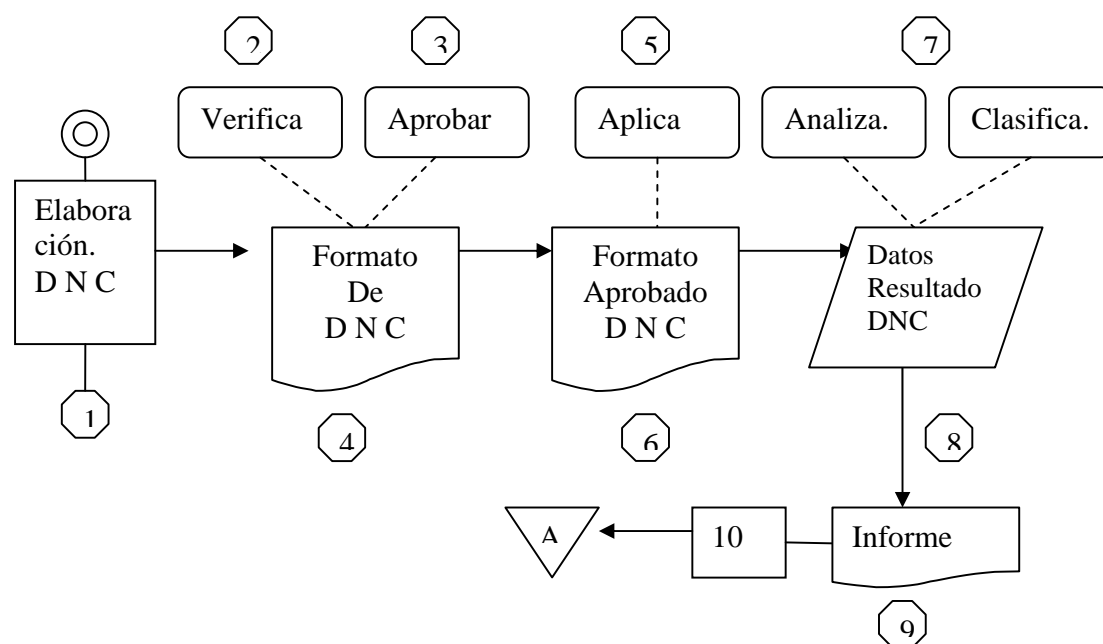 2
3
5
7
Verifica
Aprobar
Aplica
Analiza.
Clasifica.
Elabora
ción.
D N C
Formato
De
D N C
Formato
Aprobado
D N C
Datos
Resultado
DNC
1
4
6
8
A
10
Informe
9